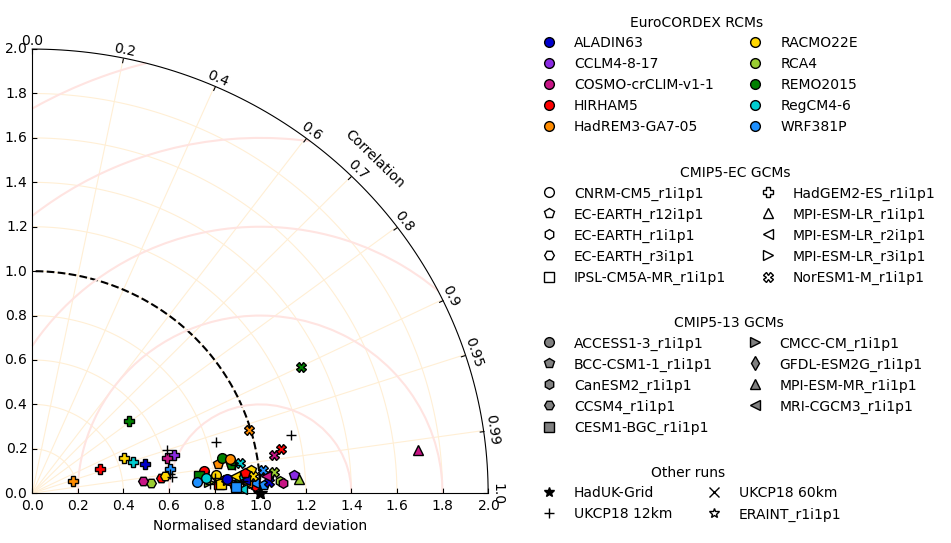 EuroCORDEX RCMs
ALADIN63
CCLM4-8-17
COSMO-crCLIM-v1-1
HIRHAM5
HadREM3-GA7-05
RACMO22E
RCA4
REMO2015
RegCM4-6
WRF381P
CMIP5-EC GCMs
CNRM-CM5_r1i1p1
EC-EARTH_r12i1p1
EC-EARTH_r1i1p1
EC-EARTH_r3i1p1
IPSL-CM5A-MR_r1i1p1
HadGEM2-ES_r1i1p1
MPI-ESM-LR_r1i1p1
MPI-ESM-LR_r2i1p1
MPI-ESM-LR_r3i1p1
NorESM1-M_r1i1p1
CMIP5-13 GCMs
ACCESS1-3_r1i1p1
BCC-CSM1-1_r1i1p1
CanESM2_r1i1p1
CCSM4_r1i1p1
CESM1-BGC_r1i1p1
CMCC-CM_r1i1p1
GFDL-ESM2G_r1i1p1
MPI-ESM-MR_r1i1p1
MRI-CGCM3_r1i1p1
Other runs
HadUK-Grid
UKCP18 12km
UKCP18 60km
ERAINT_r1i1p1
2.0
1.8
1.6
1.4
1.2
1.0
0.8
0.6
0.4
0.2
0.0
0.0
0.2
0.4
0.6
0.7
0.8
0.9
0.95
0.99
1.0
Correlation
0.0
0.2
0.4
0.6
0.8
1.0
1.2
1.4
1.6
1.8
2.0
Normalised standard deviation